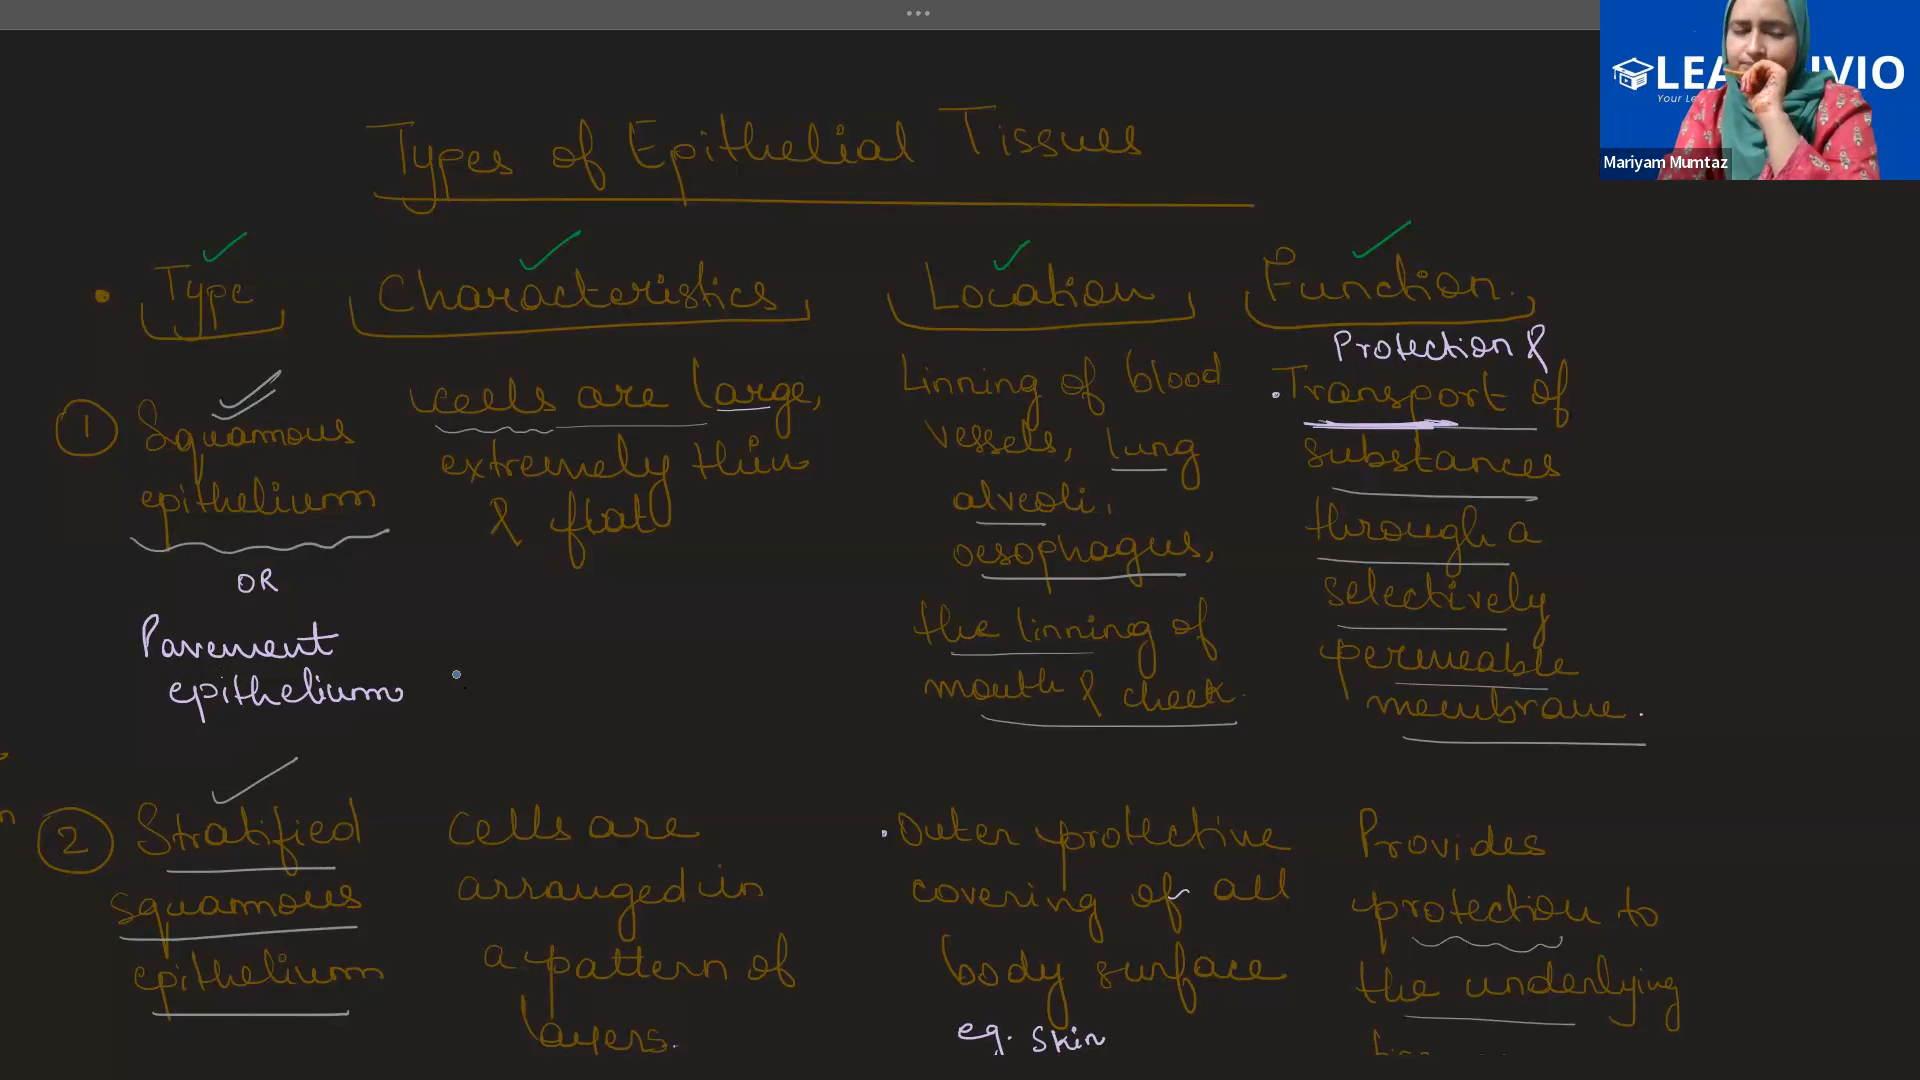 Types of Epithelial Tissues
Type Characteristics Location Function.
① Squamous epithelium
OR
Pavement
epithelium
cells are large,
extremely thin
& flat
Linning of blood
vessels, lung
alveoli,
oesophagus,
the linning of
mouth & cheek.
Protection &
Transport of
substances
through a
selectively
permeable
membrane.
② Stratified
squamous
epithelium
cells are
arranged in
a pattern of
layers.
Outer protective
covering of all
body surface
eg. skin
Provides
protection to
the underlying
Mariyam Mumtaz